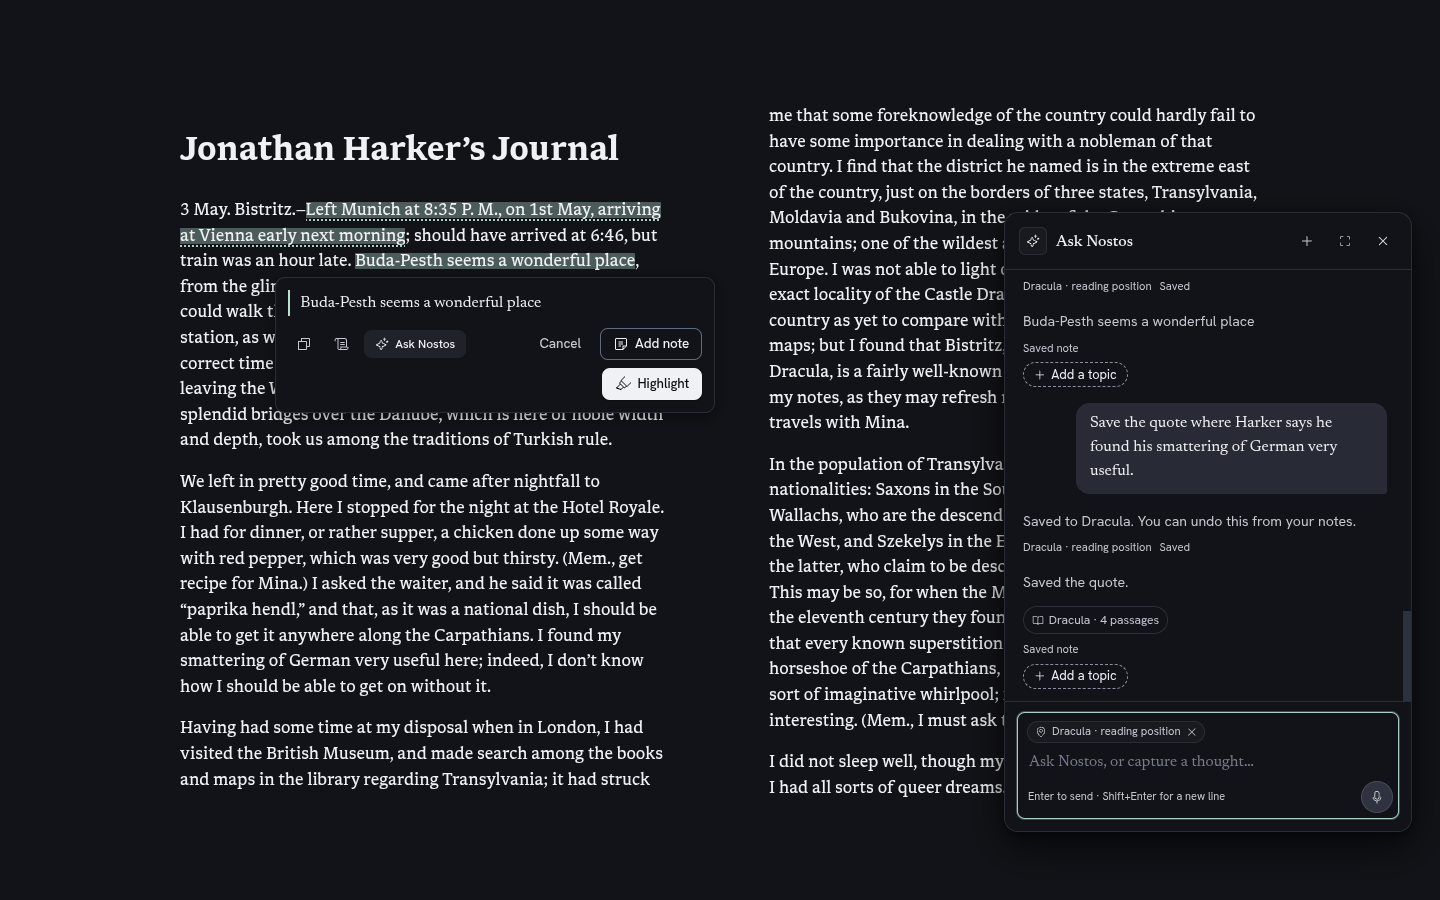 Jonathan Harker’s Journal
3 May. Bistritz.–Left Munich at 8:35 P. M., on 1st May, arriving
at Vienna early next morning; should have arrived at 6:46, but
train was an hour late. Buda-Pesth seems a wonderful place,
from the
could walk
station, as
correct time
leaving the
splendid bridges over the Danube, which is here of noble width
and depth, took us among the traditions of Turkish rule.
Buda-Pesth seems a wonderful place
Ask Nostos
Cancel
Add note
Highlight
We left in pretty good time, and came after nightfall to
Klausenburgh. Here I stopped for the night at the Hotel Royale.
I had for dinner, or rather supper, a chicken done up some way
with red pepper, which was very good but thirsty. (Mem., get
recipe for Mina.) I asked the waiter, and he said it was called
“paprika hendl,” and that, as it was a national dish, I should be
able to get it anywhere along the Carpathians. I found my
smattering of German very useful here; indeed, I don’t know
how I should be able to get on without it.
Having had some time at my disposal when in London, I had
visited the British Museum, and made search among the books
and maps in the library regarding Transylvania; it had struck
me that some foreknowledge of the country could hardly fail to
have some importance in dealing with a nobleman of that
country. I find that the district he named is in the extreme east
of the country, just on the borders of three states, Transylvania,
Moldavia and Bukovina, in the
mountains; one of the wildest
Europe. I was not able to light
exact locality of the Castle
country as yet to compare with
maps; but I found that Bistritz,
Dracula, is a fairly well-known
my notes, as they may refresh
travels with Mina.
In the population of
nationalities: Saxons in the
Wallachs, who are the
the West, and Szekelys in the
the latter, who claim to be
This may be so, for when the
the eleventh century they
that every known superstition
horseshoe of the Carpathians,
sort of imaginative whirlpool;
interesting. (Mem., I must ask
I did not sleep well, though my
I had all sorts of queer dreams.
Ask Nostos
Dracula · reading position Saved
Buda-Pesth seems a wonderful place
Saved note
Add a topic
Save the quote where Harker says he
found his smattering of German very
useful.
Saved to Dracula. You can undo this from your notes.
Dracula · reading position Saved
Saved the quote.
Dracula · 4 passages
Saved note
Add a topic
Dracula · reading position
Ask Nostos, or capture a thought...
Enter to send · Shift+Enter for a new line